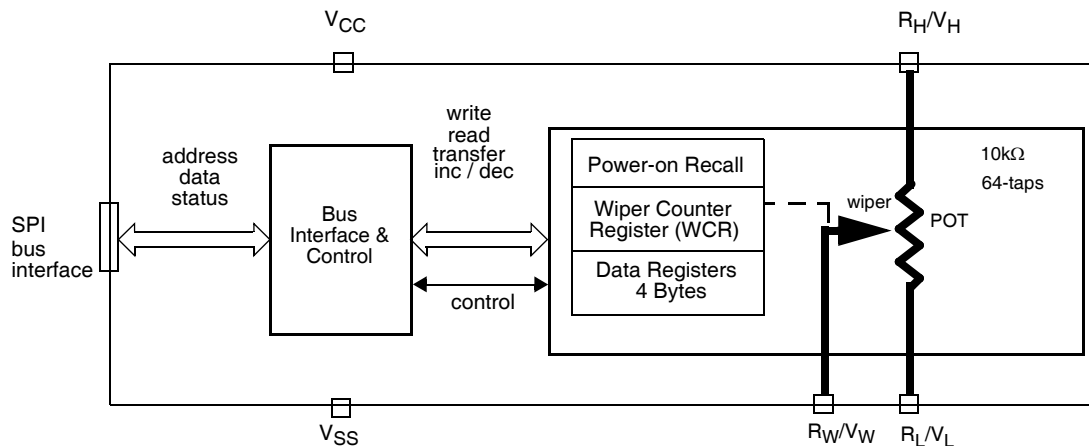 VCC
RH/VH
write
read
transfer
inc / dec
address
data
status
SPI
bus
interface
Bus
Interface &
Control
control
Power-on Recall
Wiper Counter
Register (WCR)
Data Registers
4 Bytes
10kΩ
64-taps
wiper
POT
VSS
RW/VW
RL/VL